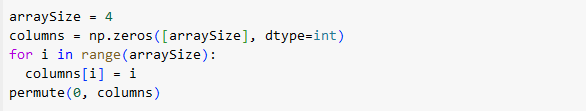 arraySize = 4
columns = np.zeros([arraySize], dtype=int)
for i in range(arraySize):
  columns[i] = i
permute(0, columns)